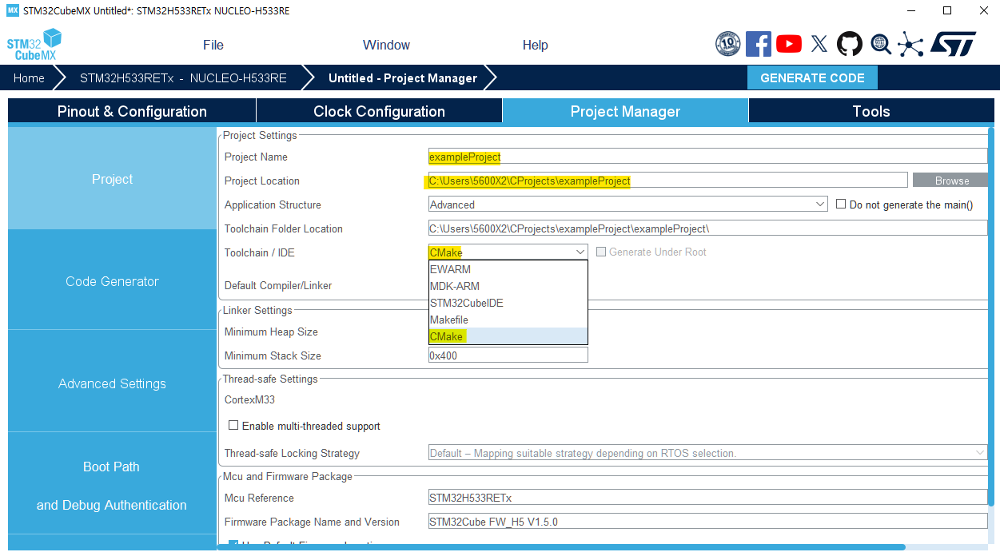 MX STM32CubeMX Untitled*: STM32H533RETx NUCLEO-H533RE
STM32 CubeMX
File Window Help
10
Home STM32H533RETx - NUCLEO-H533RE Untitled - Project Manager GENERATE CODE
Pinout & Configuration Clock Configuration Project Manager Tools
Project
Code Generator
Advanced Settings
Boot Path
and Debug Authentication
Project Settings
Project Name exampleProject
Project Location C:\Users\5600X2\CProjects\exampleProject Browse
Application Structure Advanced Do not generate the main()
Toolchain Folder Location C:\Users\5600X2\CProjects\exampleProject\exampleProject\
Toolchain / IDE CMake Generate Under Root
EWARM
MDK-ARM
STM32CubeIDE
Makefile
CMake
Default Compiler/Linker
Linker Settings
Minimum Heap Size
Minimum Stack Size 0x400
Thread-safe Settings
CortexM33
Enable multi-threaded support
Thread-safe Locking Strategy Default – Mapping suitable strategy depending on RTOS selection.
Mcu and Firmware Package
Mcu Reference STM32H533RETx
Firmware Package Name and Version STM32Cube FW_H5 V1.5.0